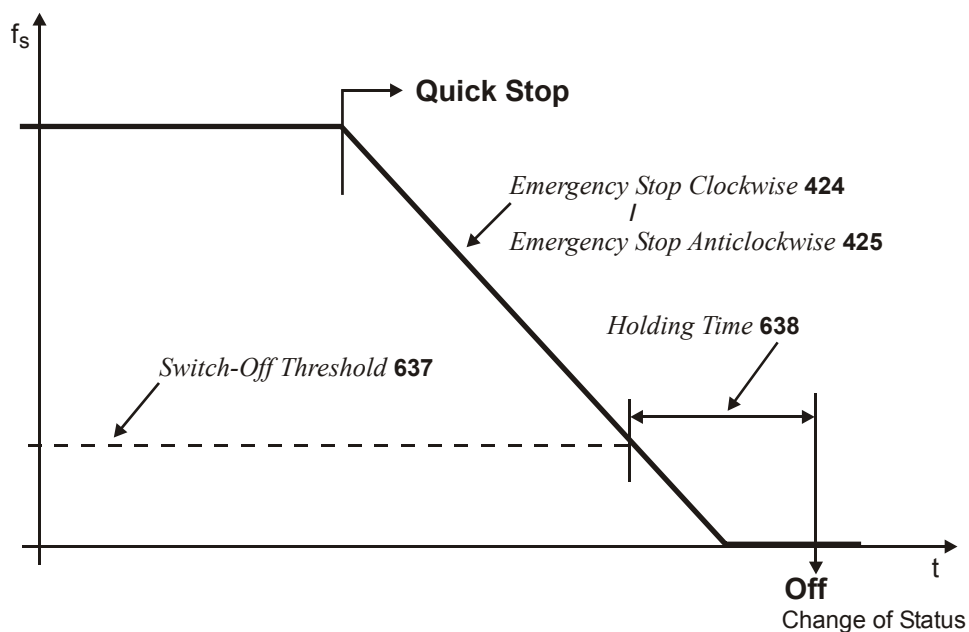 fs
Quick Stop
Emergency Stop Clockwise 424
/
Emergency Stop Anticlockwise 425
Holding Time 638
Switch-Off Threshold 637
t
Off
Change of Status